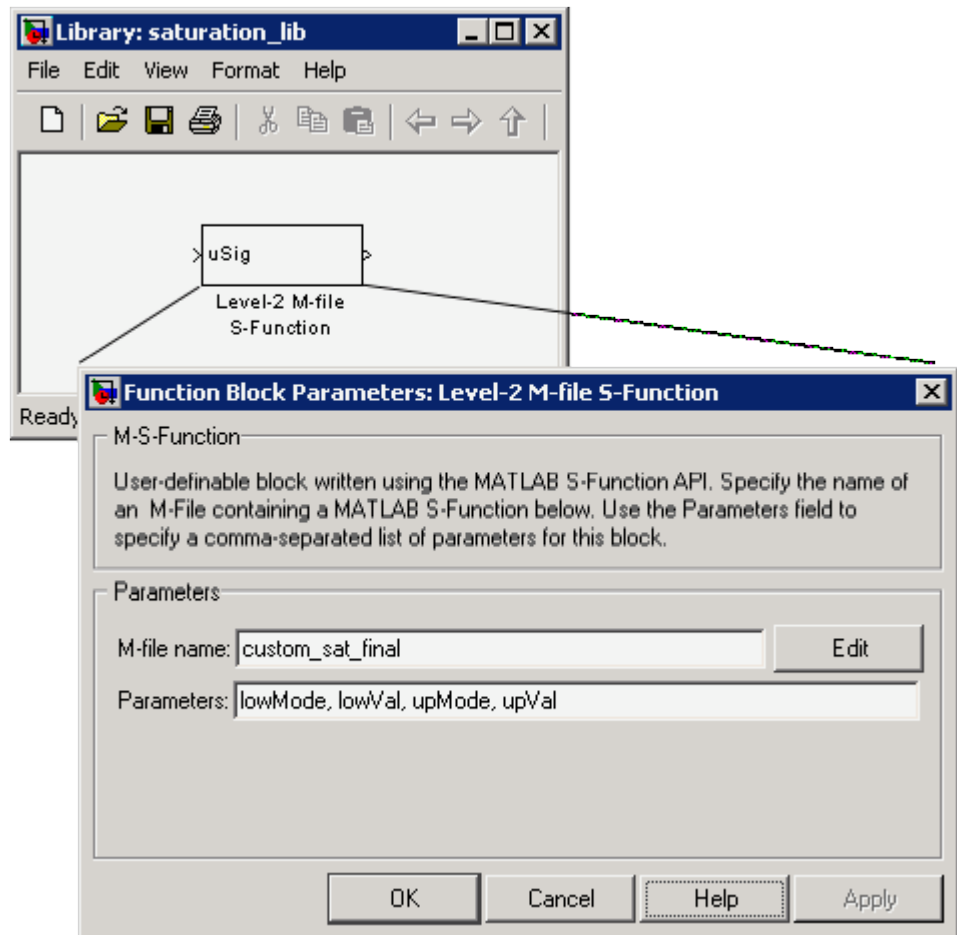 Library: saturation_lib
File Edit View Format Help
uSig
Level-2 M-file
S-Function
Ready
Function Block Parameters: Level-2 M-file S-Function
M-S-Function
User-definable block written using the MATLAB S-Function API. Specify the name of
an M-File containing a MATLAB S-Function below. Use the Parameters field to
specify a comma-separated list of parameters for this block.
Parameters
M-file name: custom_sat_final Edit
Parameters: lowMode, lowVal, upMode, upVal
OK Cancel Help Apply